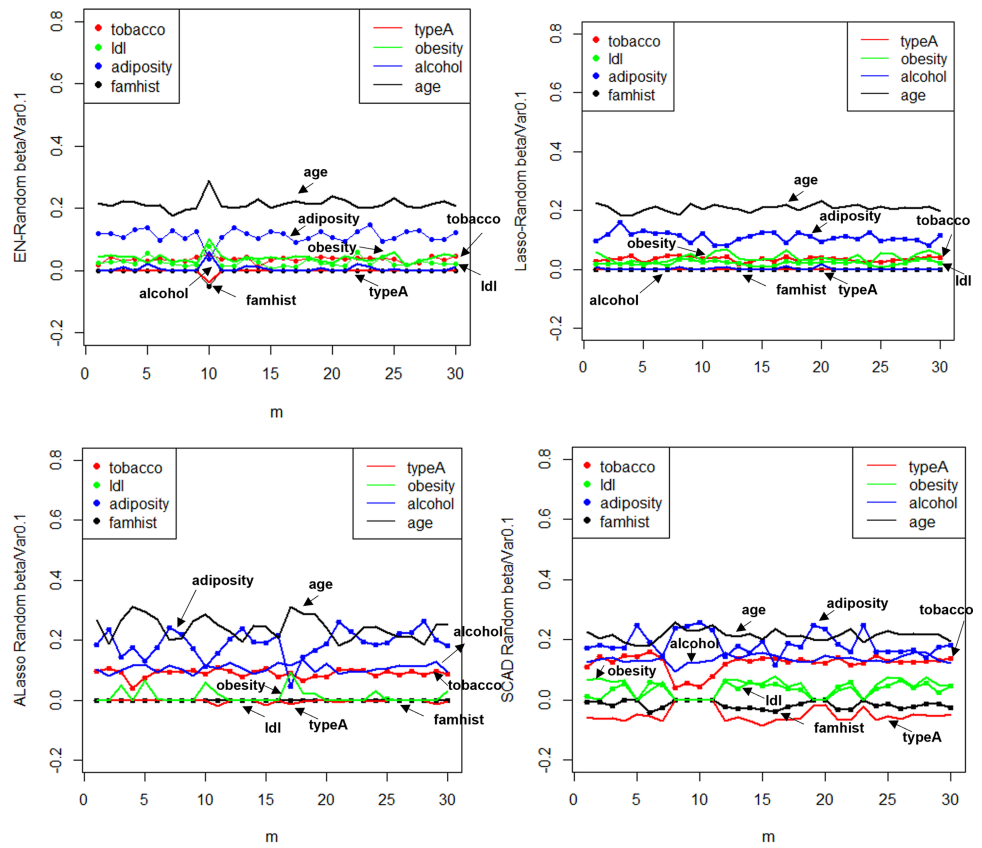 EN-Random beta/Var0.1
0.8
0.6
0.4
0.2
0.0
-0.2
tobacco
ldl
adiposity
famhist
typeA
obesity
alcohol
age
age
adiposity
tobacco
obesity
alcohol
famhist
typeA
ldl
0 5 10 15 20 25 30
m
Lasso-Random beta/Var0.1
0.8
0.6
0.4
0.2
0.0
-0.2
tobacco
ldl
adiposity
famhist
typeA
obesity
alcohol
age
age
adiposity
tobacco
obesity
alcohol
famhist
typeA
ldl
0 5 10 15 20 25 30
m
ALasso Random beta/Var0.1
0.8
0.6
0.4
0.2
0.0
-0.2
tobacco
ldl
adiposity
famhist
typeA
obesity
alcohol
age
adiposity
age
alcohol
obesity
tobacco
ldl
typeA
famhist
0 5 10 15 20 25 30
m
SCAD Random beta/Var0.1
0.8
0.6
0.4
0.2
0.0
-0.2
tobacco
ldl
adiposity
famhist
typeA
obesity
alcohol
age
age
adiposity
tobacco
alcohol
obesity
ldl
famhist
typeA
0 5 10 15 20 25 30
m